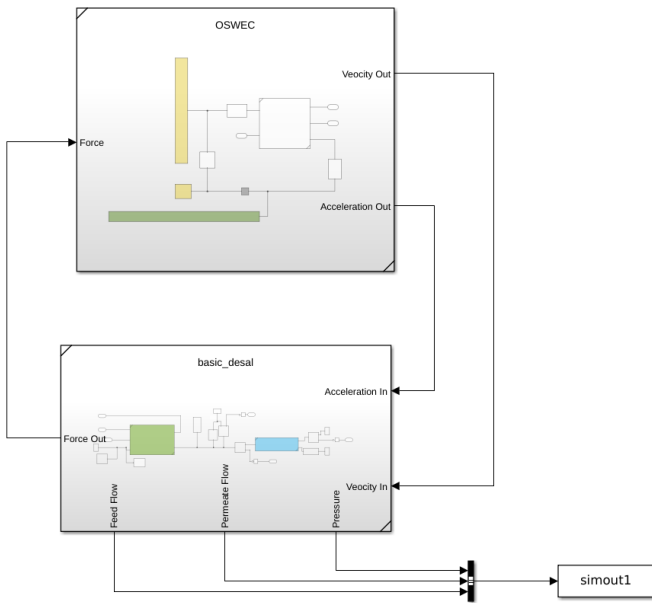 OSWEC
Veocity Out
Force
Acceleration Out
basic_desal
Acceleration In
Force Out
Veocity In
Feed Flow
Permeate Flow
Pressure
simout1